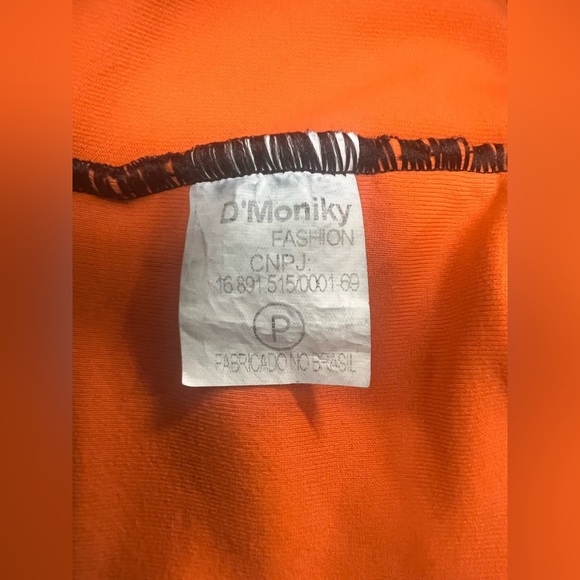 D'Moniky
FASHION
CNPJ:
16.891.515/0001-69
P
FABRICADO NO BRASIL